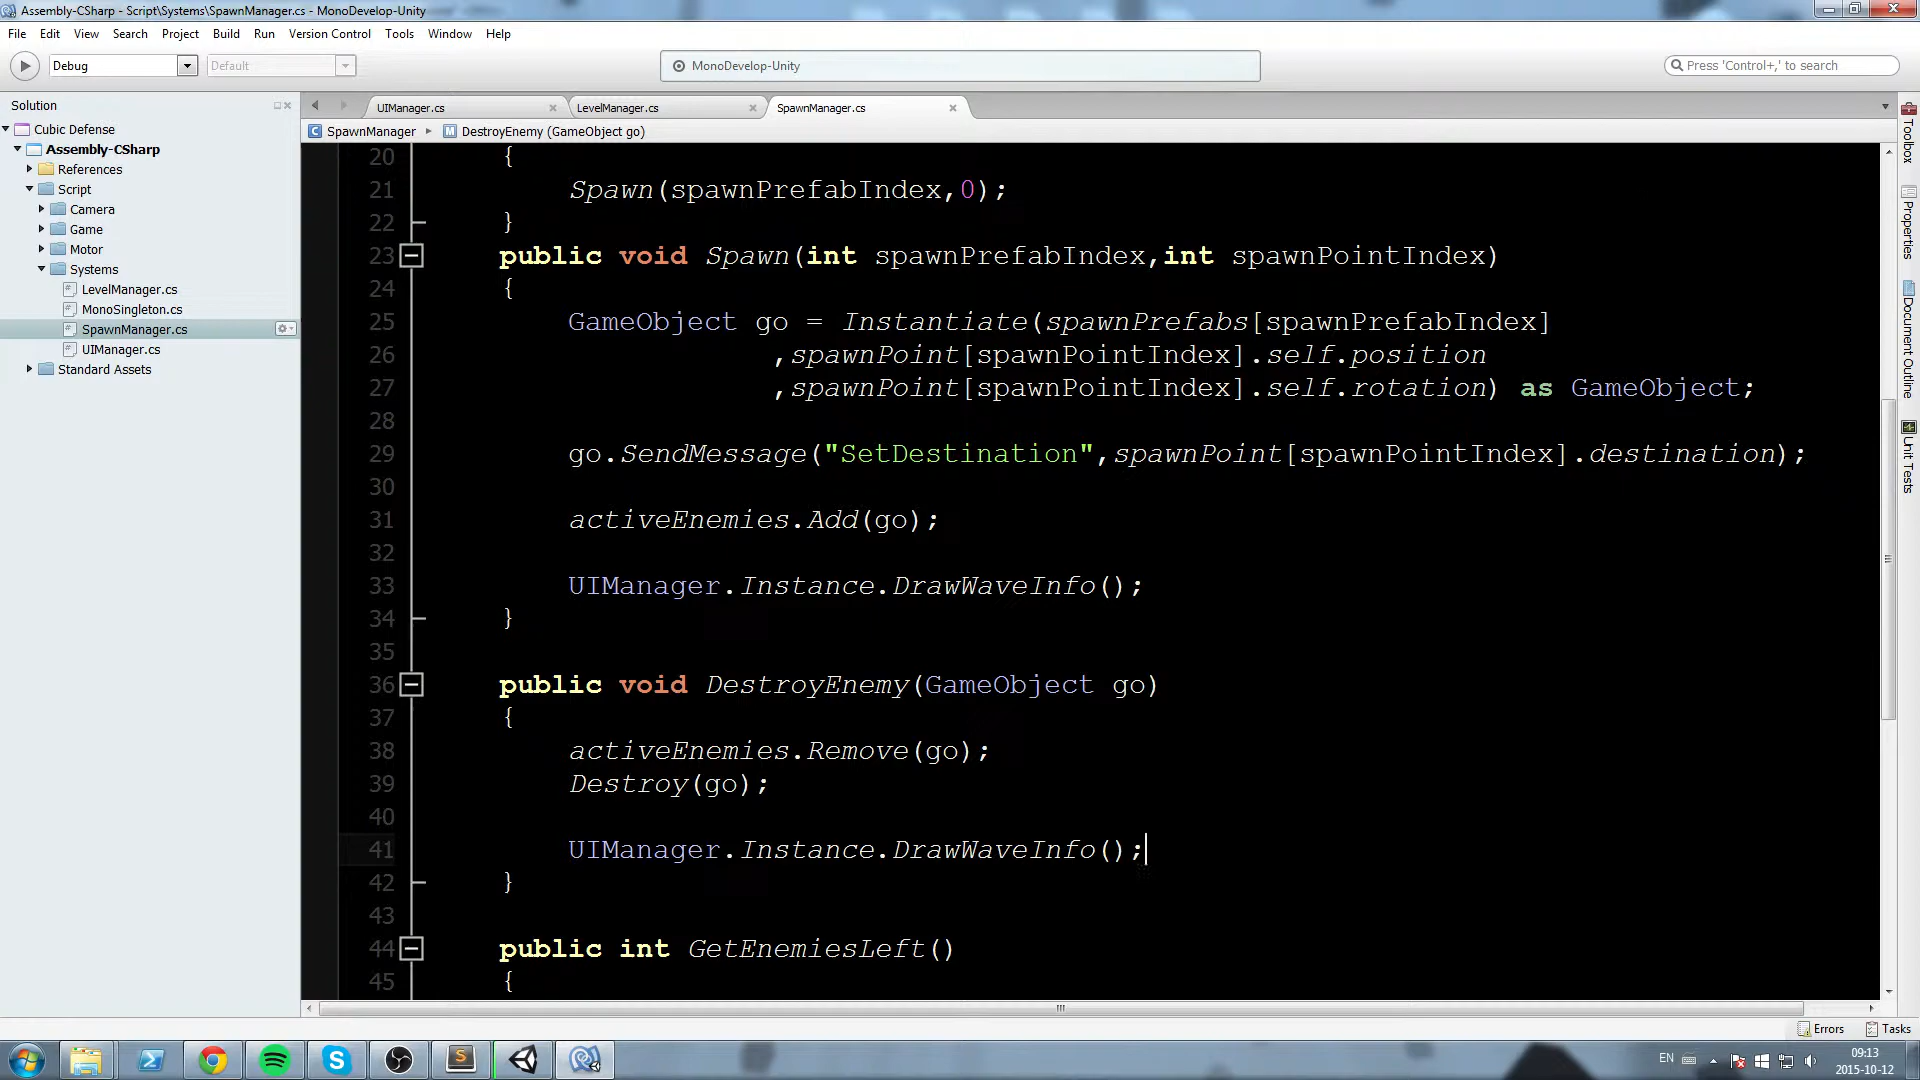 Assembly-CSharp - Script\Systems\SpawnManager.cs - MonoDevelop-Unity
File Edit View Search Project Build Run Version Control Tools Window Help
Debug Default MonoDevelop-Unity Press 'Control+,' to search
Solution
Cubic Defense
Assembly-CSharp
References
Script
Camera
Game
Motor
Systems
LevelManager.cs
MonoSingleton.cs
SpawnManager.cs
UIManager.cs
Standard Assets
UIManager.cs LevelManager.cs SpawnManager.cs
SpawnManager DestroyEnemy (GameObject go)
20 {
21 Spawn(spawnPrefabIndex,0);
22 }
23 public void Spawn(int spawnPrefabIndex,int spawnPointIndex)
24 {
25 GameObject go = Instantiate(spawnPrefabs[spawnPrefabIndex]
26 ,spawnPoint[spawnPointIndex].self.position
27 ,spawnPoint[spawnPointIndex].self.rotation) as GameObject;
28
29 go.SendMessage("SetDestination",spawnPoint[spawnPointIndex].destination);
30
31 activeEnemies.Add(go);
32
33 UIManager.Instance.DrawWaveInfo();
34 }
35
36 public void DestroyEnemy(GameObject go)
37 {
38 activeEnemies.Remove(go);
39 Destroy(go);
40
41 UIManager.Instance.DrawWaveInfo();
42 }
43
44 public int GetEnemiesLeft()
45 {
Toolbox
Properties
Document Outline
Unit Tests
Errors Tasks
EN
09:13
2015-10-12